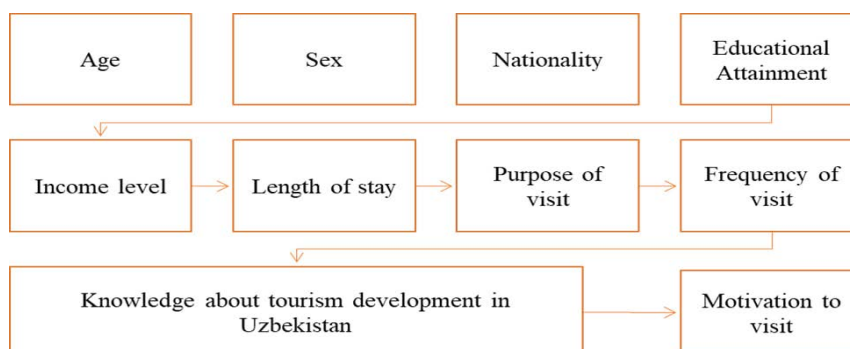 Age
Sex
Nationality
Educational
Attainment
Income level
Length of stay
Purpose of
visit
Frequency of
visit
Knowledge about tourism development in
Uzbekistan
Motivation to
visit